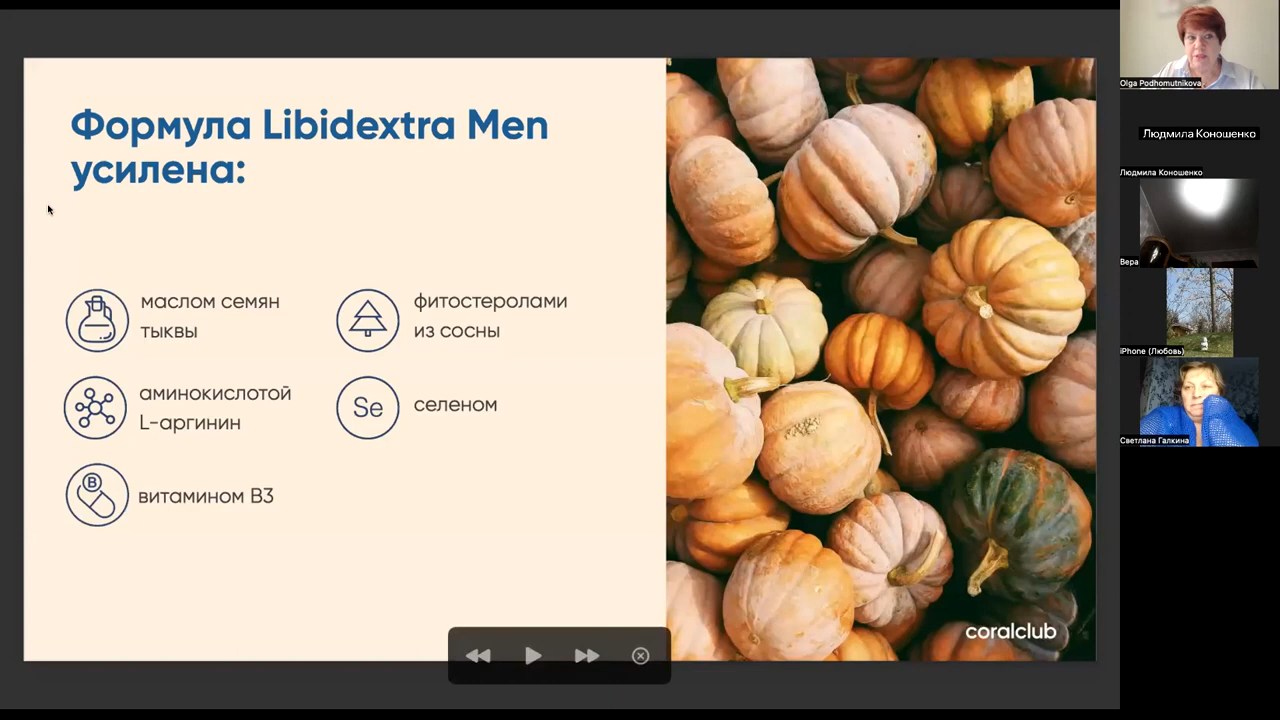 Формула Libidextra Men
усилена:
маслом семян
тыквы
фитостеролами
из сосны
аминокислотой
L-аргинин
Se
селеном
B
витамином B3
coralclub
Olga Podhomutnikova
Людмила Коношенко
Людмила Коношенко
Вера
iPhone (Любовь)
Светлана Галкина